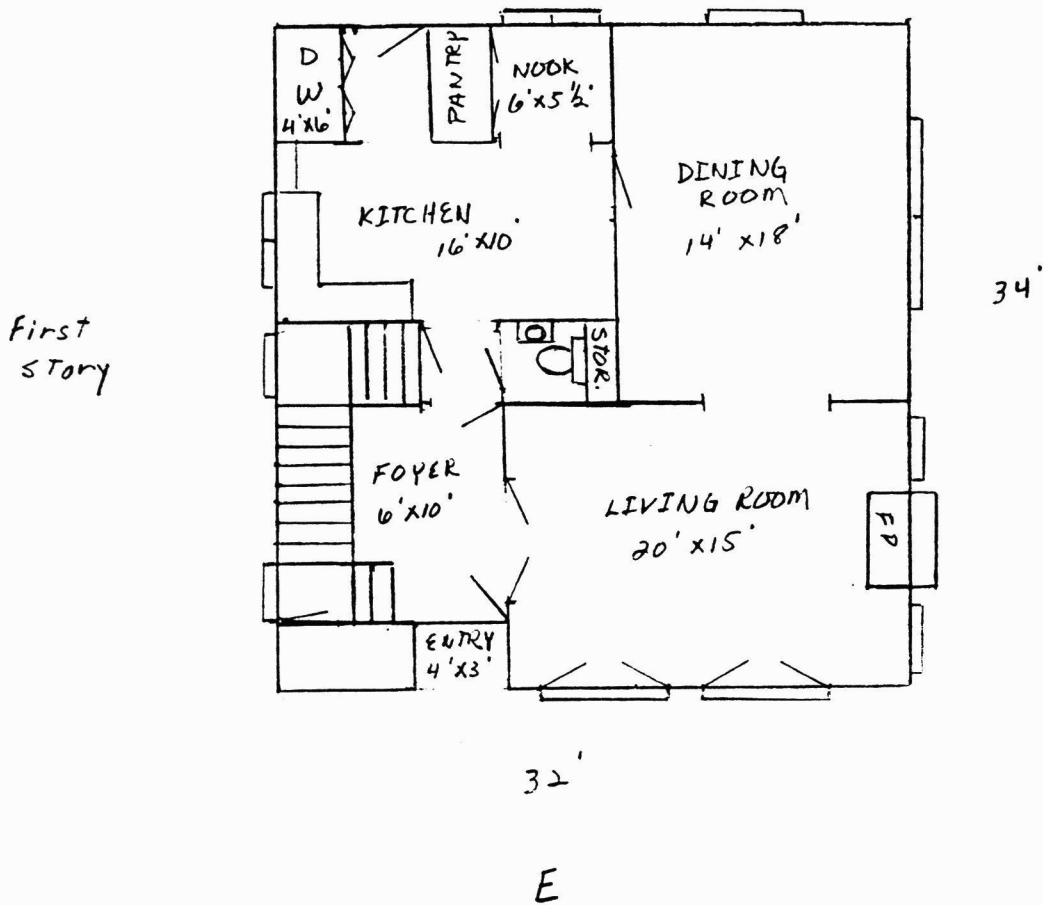 D
W
4'x6'
PANTRY
NOOK
6'x5½'
DINING
ROOM
14' x18'
KITCHEN
16'x10'
34'
First
Story
STOR.
FOYER
6'x10'
LIVING ROOM
20'x15'
FP
ENTRY
4'x3'
32'
E